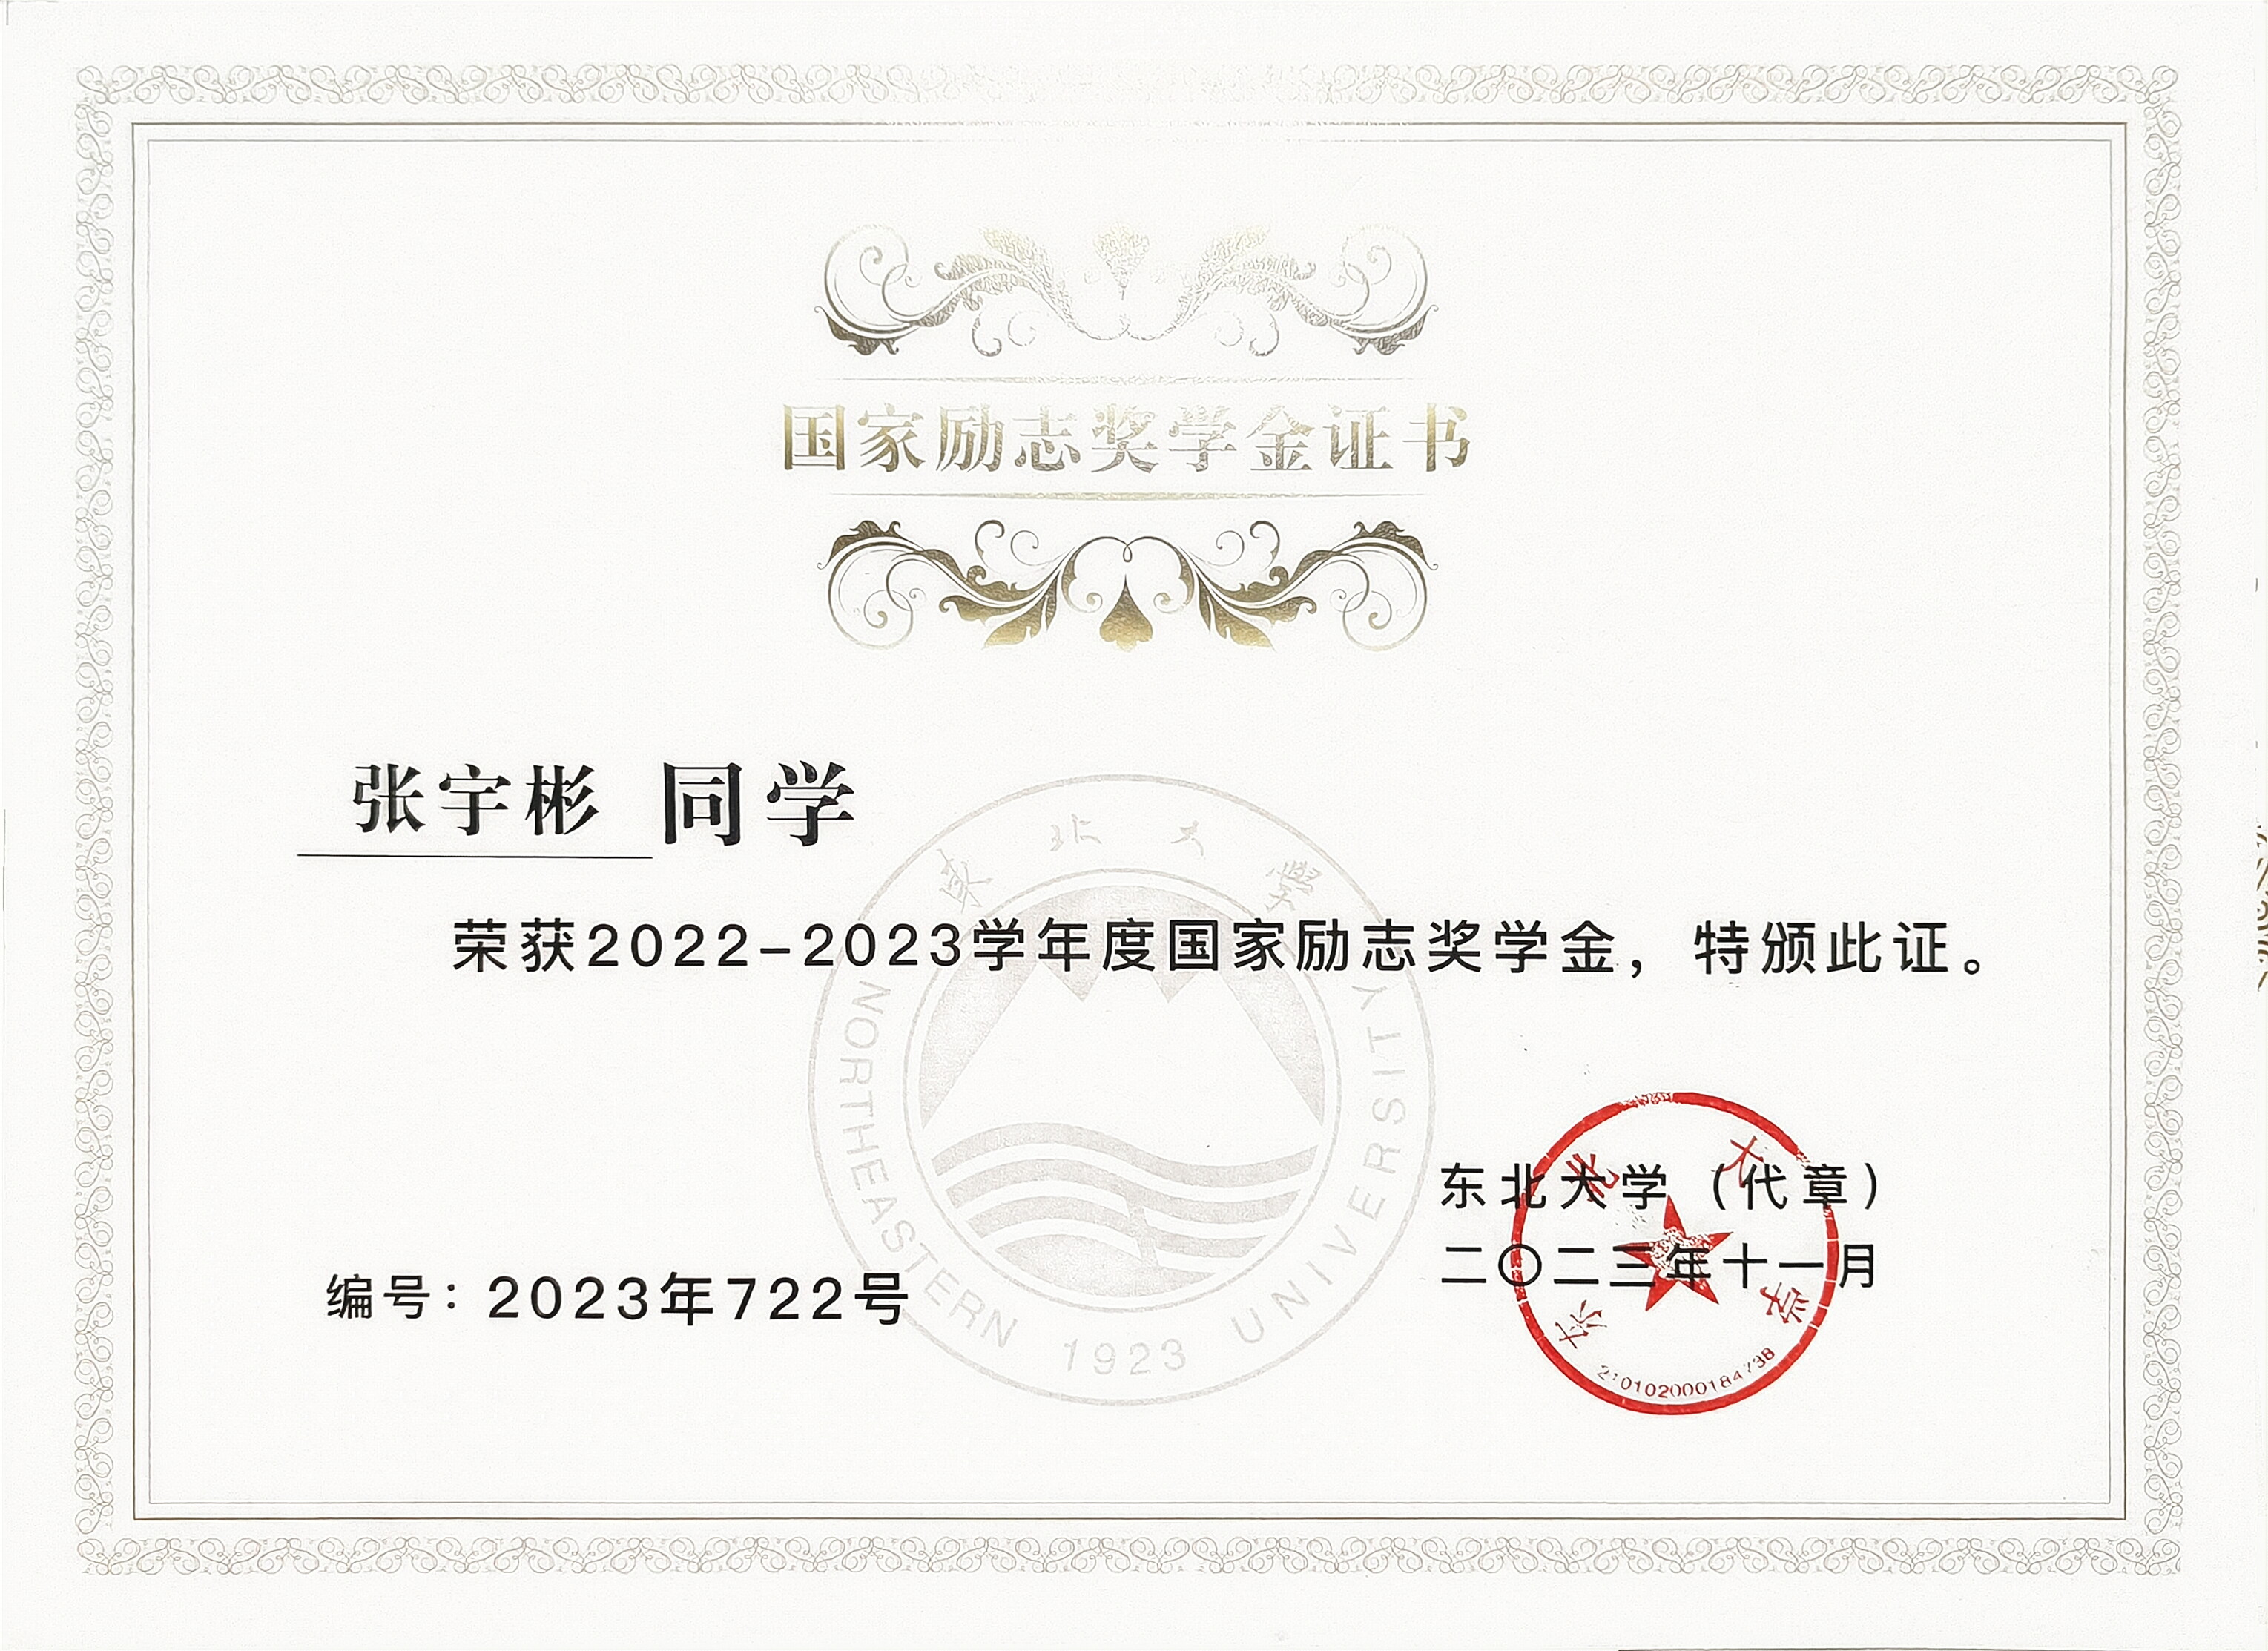 国家励志奖学金证书
张宇彬 同学
荣获2022-2023学年度国家励志奖学金，特颁此证。
东北大学（代章）
二〇二三年十一月
编号：2023年722号
东北大学
NORTHEASTERN 1923 UNIVERSITY
东北大学
210102000184738